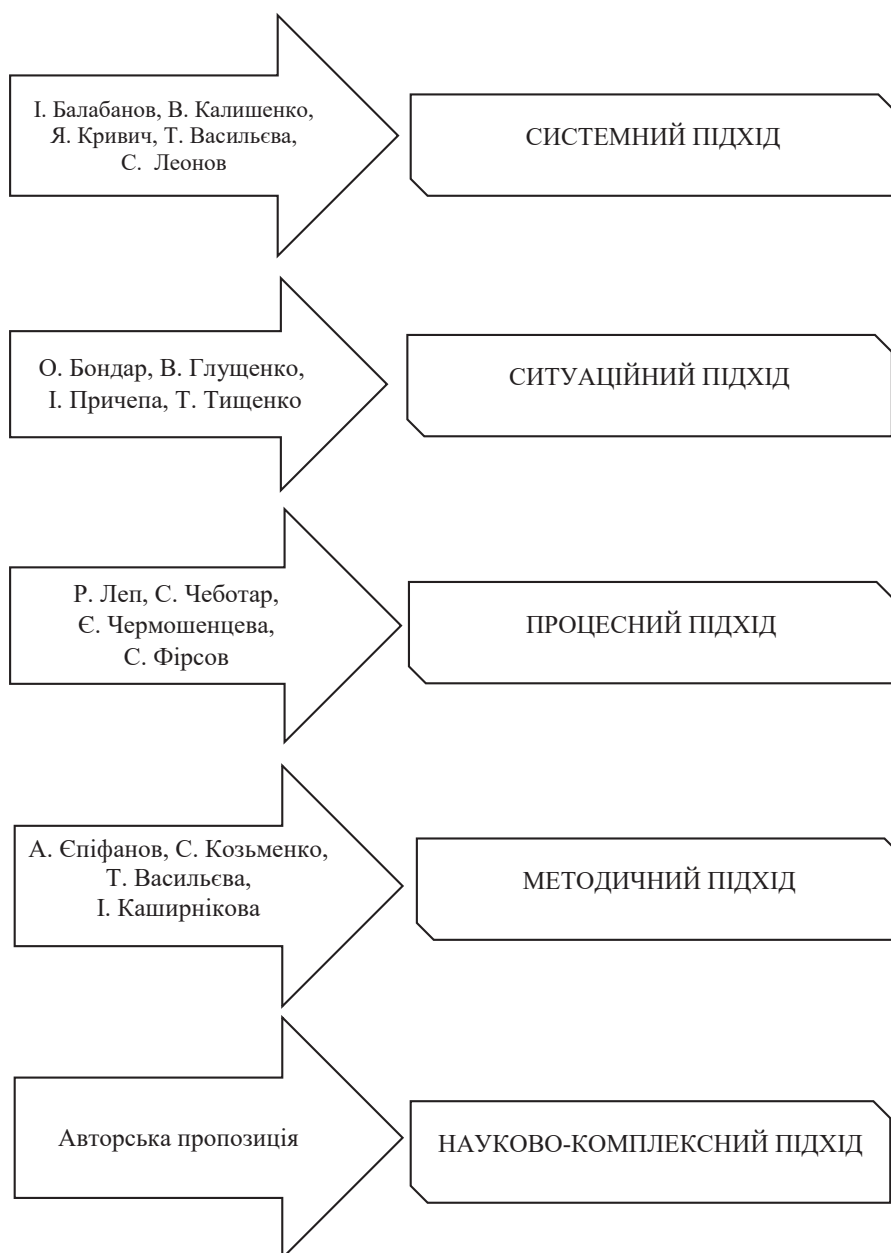 І. Балабанов, В. Калишенко,
Я. Кривич, Т. Васильєва,
С. Леонов
СИСТЕМНИЙ ПІДХІД
О. Бондар, В. Глущенко,
І. Причепа, Т. Тищенко
СИТУАЦІЙНИЙ ПІДХІД
Р. Леп, С. Чеботар,
Є. Чермошенцева,
С. Фірсов
ПРОЦЕСНИЙ ПІДХІД
А. Єпіфанов, С. Козьменко,
Т. Васильєва,
І. Каширнікова
МЕТОДИЧНИЙ ПІДХІД
Авторська пропозиція
НАУКОВО-КОМПЛЕКСНИЙ ПІДХІД